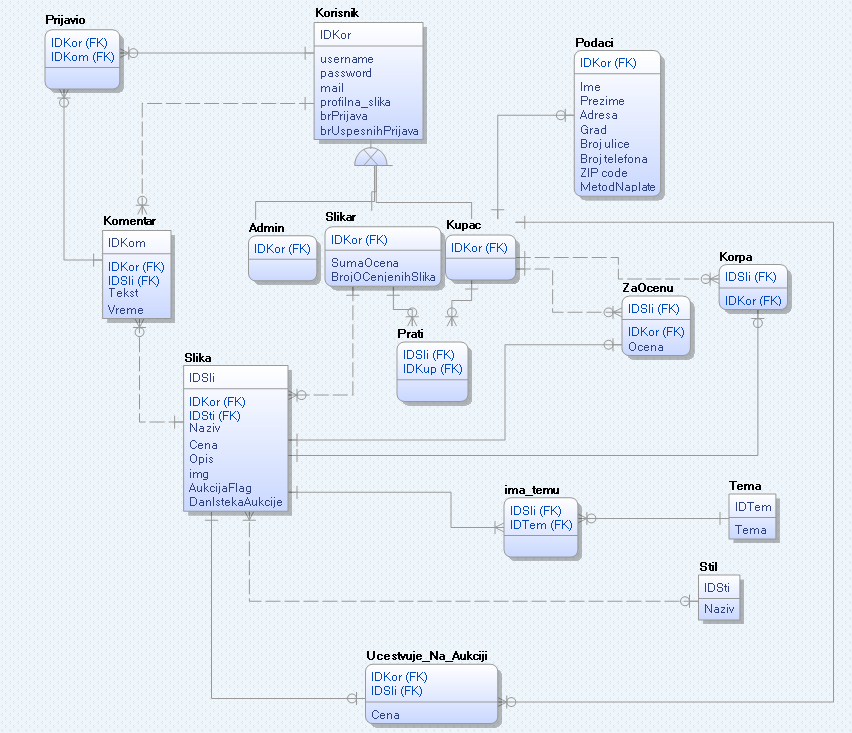 Prijavio
IDKor (FK)
IDKom (FK)
Korisnik
IDKor
username
password
mail
profilna_slika
brPrijava
brUspesnihPrijava
Podaci
IDKor (FK)
Ime
Prezime
Adresa
Grad
Broj ulice
Broj telefona
ZIP code
MetodNaplate
Komentar
IDKom
IDKor (FK)
IDSli (FK)
Tekst
Vreme
Admin
IDKor (FK)
Slikar
IDKor (FK)
SumaOcena
BrojOCenjenihSlika
Kupac
IDKor (FK)
Korpa
IDSli (FK)
IDKor (FK)
ZaOcenu
IDSli (FK)
IDKor (FK)
Ocena
Prati
IDSli (FK)
IDKup (FK)
Slika
IDSli
IDKor (FK)
IDSti (FK)
Naziv
Cena
Opis
img
AukcijaFlag
DanIstekaAukcije
ima_temu
IDSli (FK)
IDTem (FK)
Tema
IDTem
Tema
Stil
IDSti
Naziv
Ucestvuje_Na_Aukciji
IDKor (FK)
IDSli (FK)
Cena